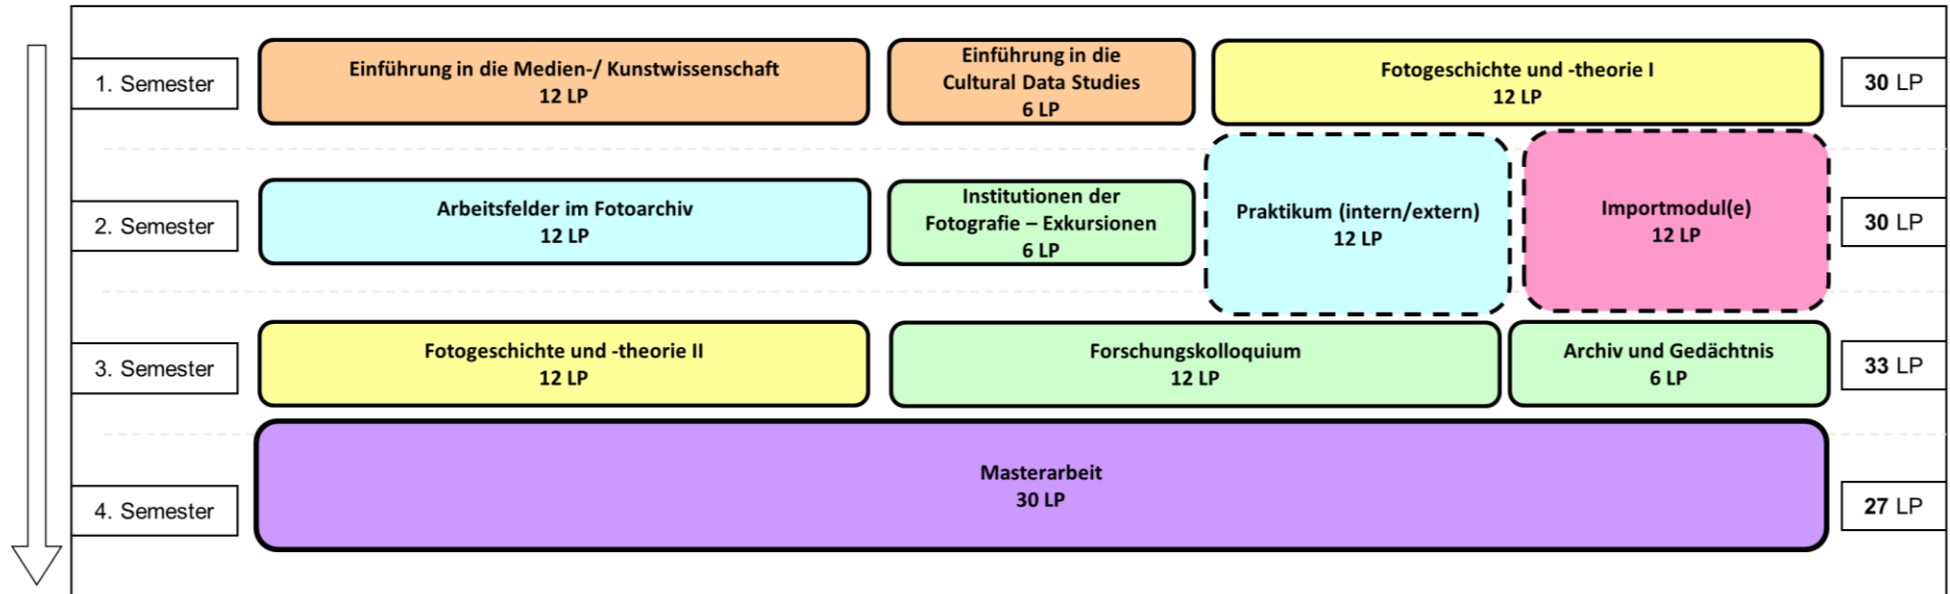 1. Semester
Einführung in die Medien-/ Kunstwissenschaft
12 LP
Einführung in die
Cultural Data Studies
6 LP
Fotogeschichte und -theorie I
12 LP
30 LP
2. Semester
Arbeitsfelder im Fotoarchiv
12 LP
Institutionen der
Fotografie – Exkursionen
6 LP
Praktikum (intern/extern)
12 LP
Importmodul(e)
12 LP
30 LP
3. Semester
Fotogeschichte und -theorie II
12 LP
Forschungskolloquium
12 LP
Archiv und Gedächtnis
6 LP
33 LP
4. Semester
Masterarbeit
30 LP
27 LP